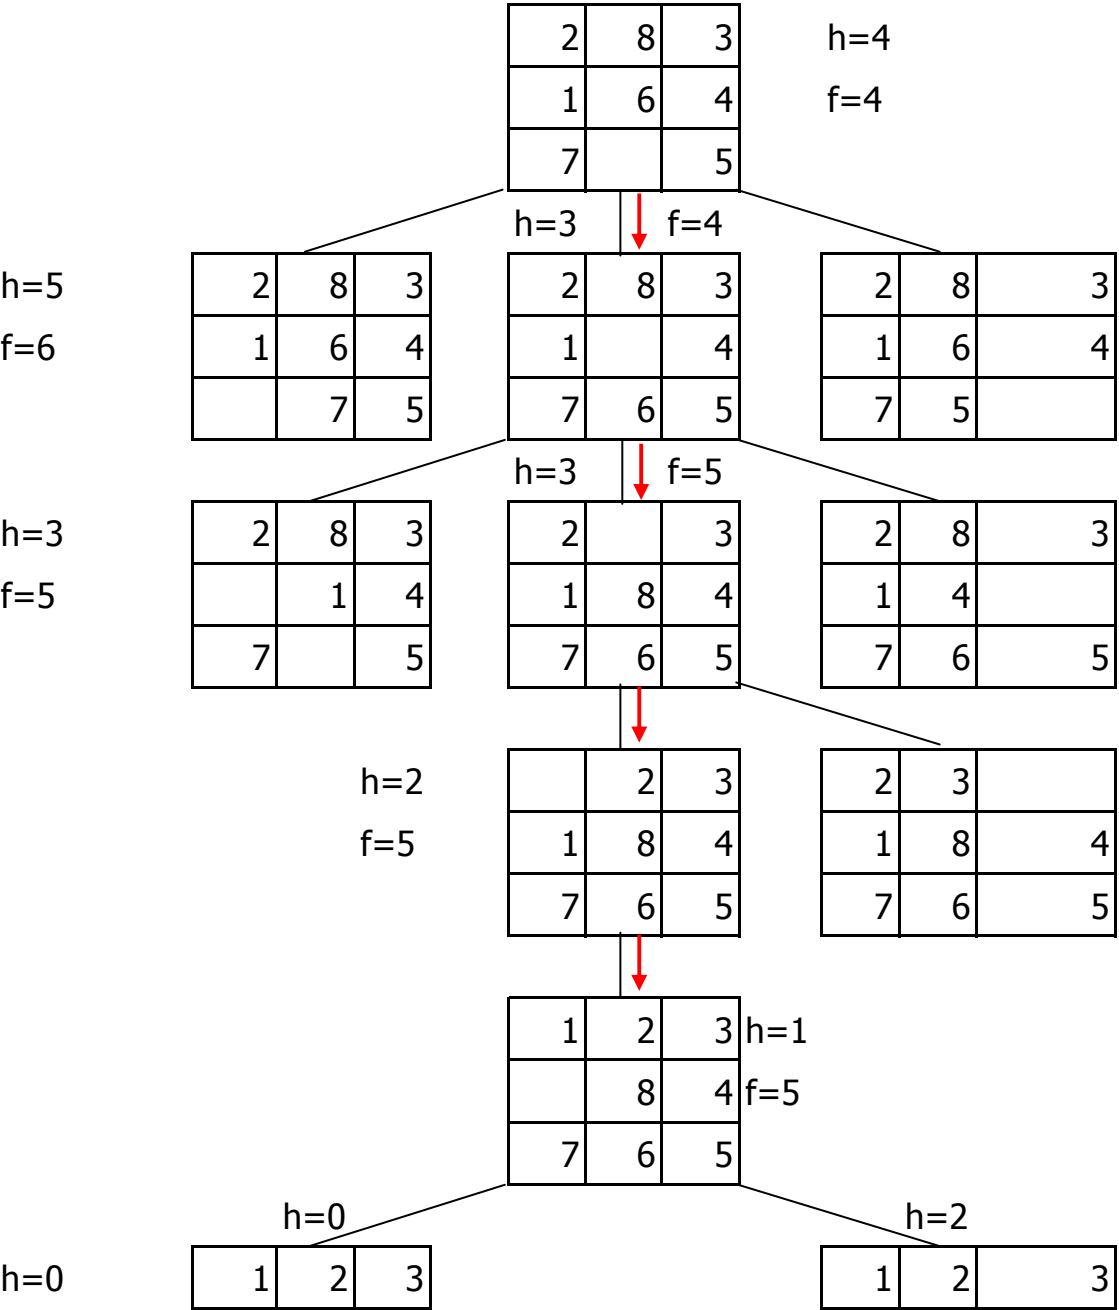 2 8 3 h=4
1 6 4 f=4
7 5
h=3 f=4
h=5 2 8 3 2 8 3 2 8 3
f=6 1 6 4 1 4 1 6 4
7 5 7 6 5 7 5
h=3 f=5
h=3 2 8 3 2 3 2 8 3
f=5 1 4 1 8 4 1 4
7 5 7 6 5 7 6 5
h=2 2 3 2 3
f=5 1 8 4 1 8 4
7 6 5 7 6 5
1 2 3 h=1
8 4 f=5
7 6 5
h=0 h=2
h=0 1 2 3 1 2 3